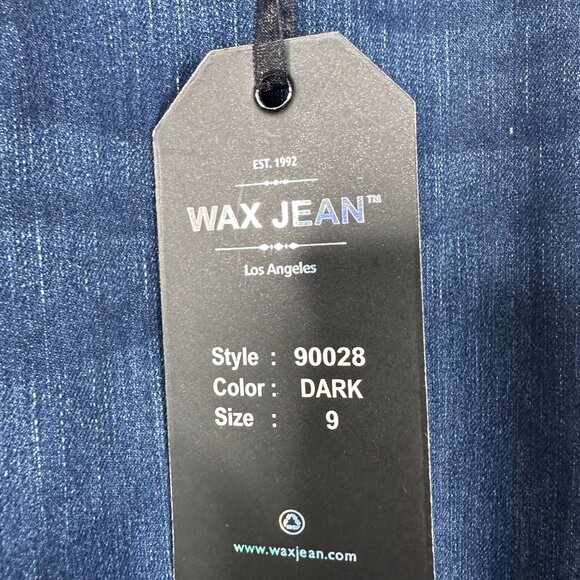 EST. 1992
WAX JEAN™
Los Angeles
Style : 90028
Color : DARK
Size : 9
www.waxjean.com